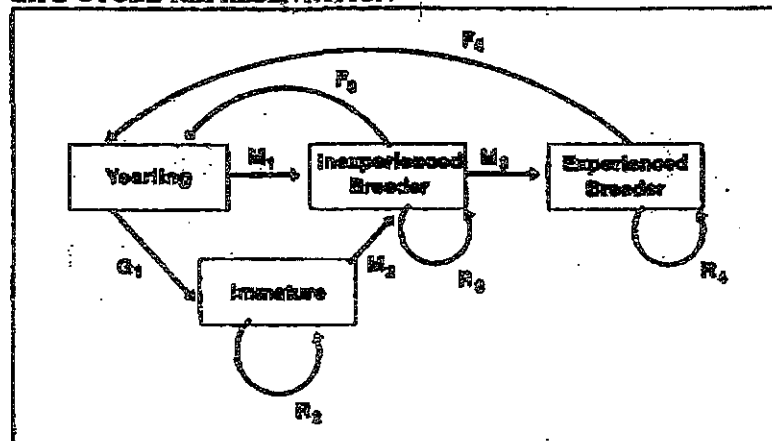 F₄
F₃
Yearling
M₁
Inexperienced
Breeder
M₃
Experienced
Breeder
G₁
Immature
M₂
R₃
R₄
R₂